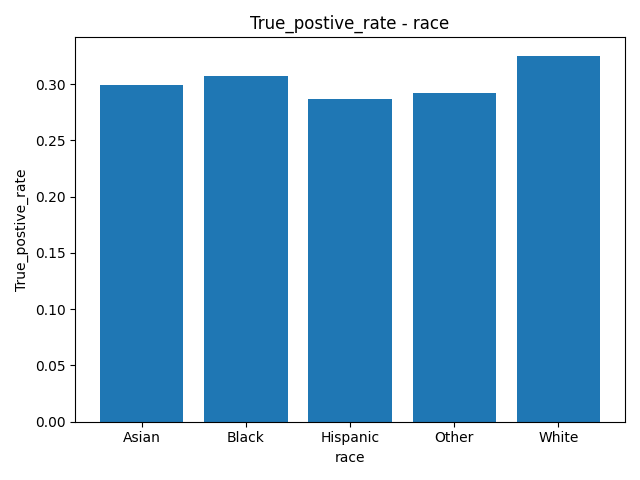 True_postive_rate - race
True_postive_rate
0.30
0.25
0.20
0.15
0.10
0.05
0.00
Asian Black Hispanic Other White
race